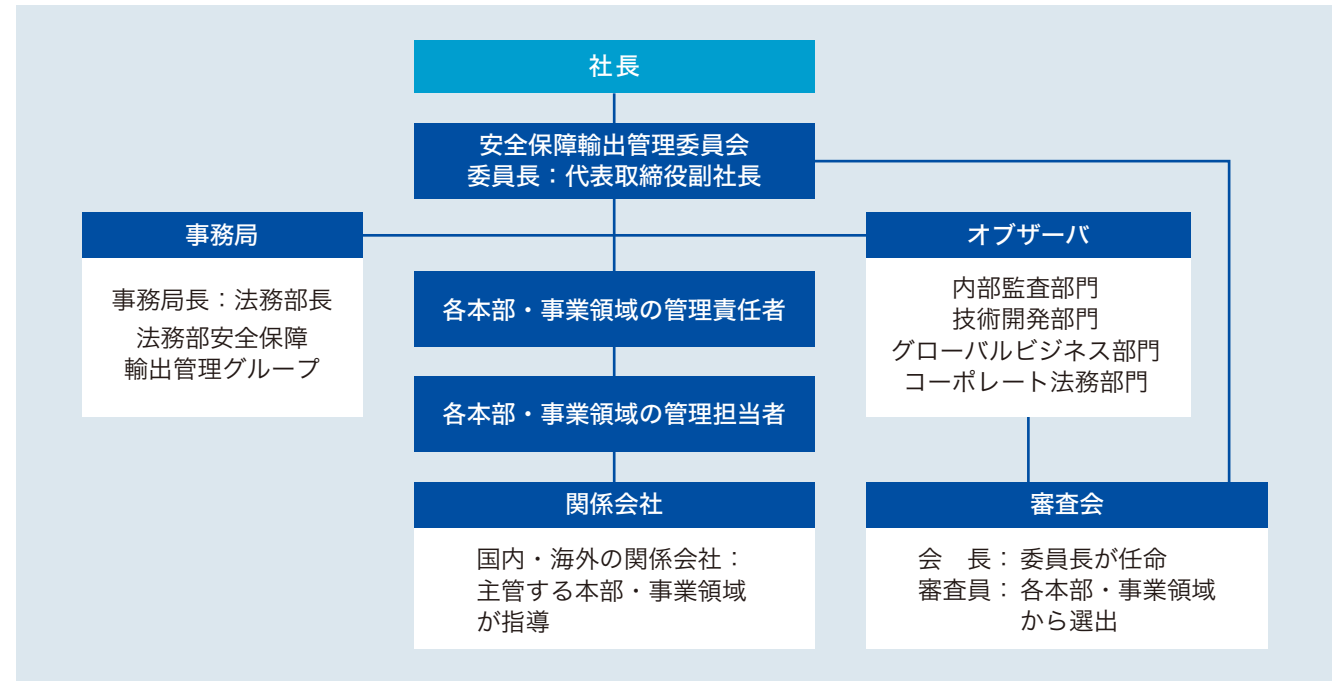 社長
安全保障輸出管理委員会
委員長：代表取締役副社長
事務局
事務局長：法務部長
法務部安全保障
輸出管理グループ
オブザーバ
内部監査部門
技術開発部門
グローバルビジネス部門
コーポレート法務部門
各本部・事業領域の管理責任者
各本部・事業領域の管理担当者
関係会社
国内・海外の関係会社：
主管する本部・事業領域
が指導
審査会
会　長： 委員長が任命
審査員： 各本部・事業領域
から選出